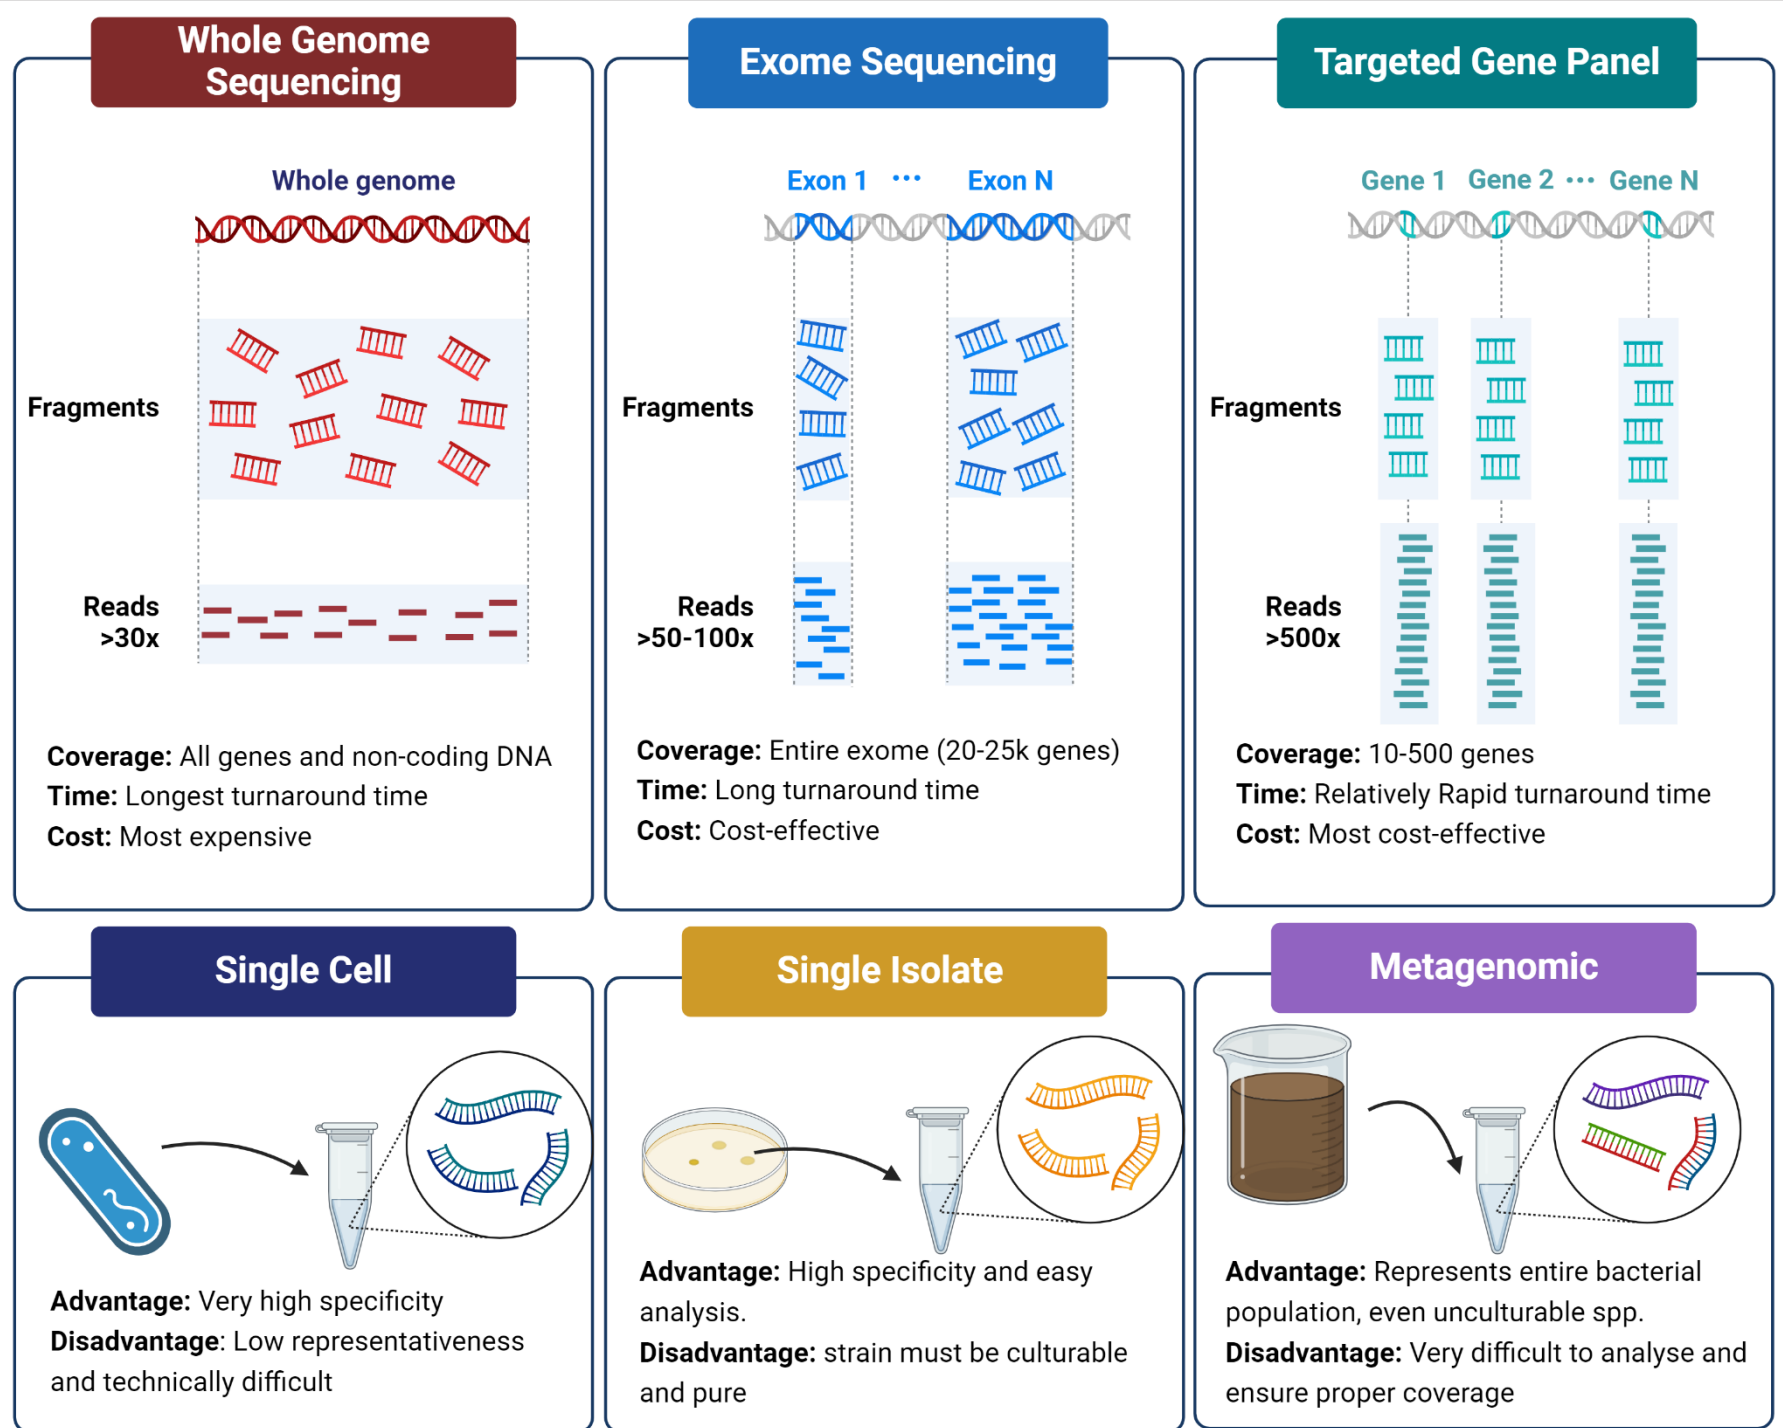 Whole Genome
Sequencing
Whole genome
Fragments
Reads
>30x
Coverage: All genes and non-coding DNA
Time: Longest turnaround time
Cost: Most expensive
Exome Sequencing
Exon 1 ••• Exon N
Fragments
Reads
>50-100x
Coverage: Entire exome (20-25k genes)
Time: Long turnaround time
Cost: Cost-effective
Targeted Gene Panel
Gene 1 Gene 2 ••• Gene N
Fragments
Reads
>500x
Coverage: 10-500 genes
Time: Relatively Rapid turnaround time
Cost: Most cost-effective
Single Cell
Advantage: Very high specificity
Disadvantage: Low representativeness
and technically difficult
Single Isolate
Advantage: High specificity and easy
analysis.
Disadvantage: strain must be culturable
and pure
Metagenomic
Advantage: Represents entire bacterial
population, even unculturable spp.
Disadvantage: Very difficult to analyse and
ensure proper coverage